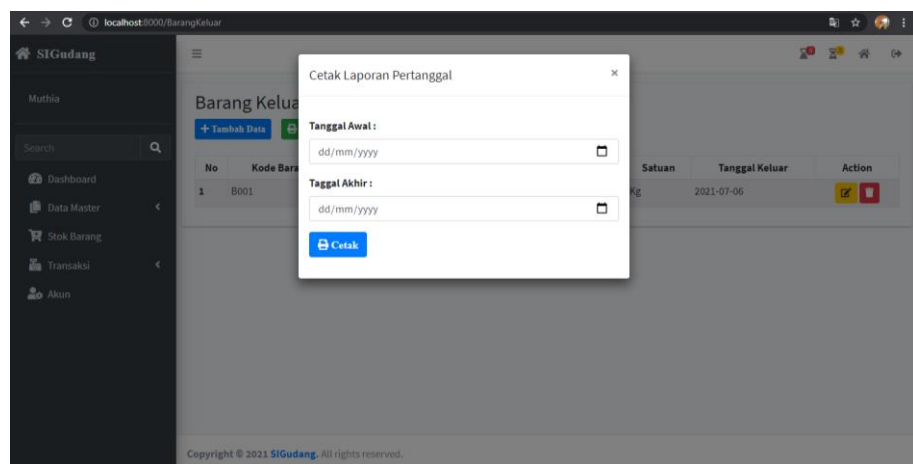 localhost:8000/BarangKeluar
SIGudang
Cetak Laporan Pertanggal
×
Muthia
Barang Kelua
Tambah Data
Tanggal Awal :
dd/mm/yyyy
Search
No Kode Bara Satuan Tanggal Keluar Action
Dashboard
Taggal Akhir :
1 B001 Kg 2021-07-06
Data Master
dd/mm/yyyy
Stok Barang
Cetak
Transaksi
Akun
Copyright © 2021 SIGudang. All rights reserved.